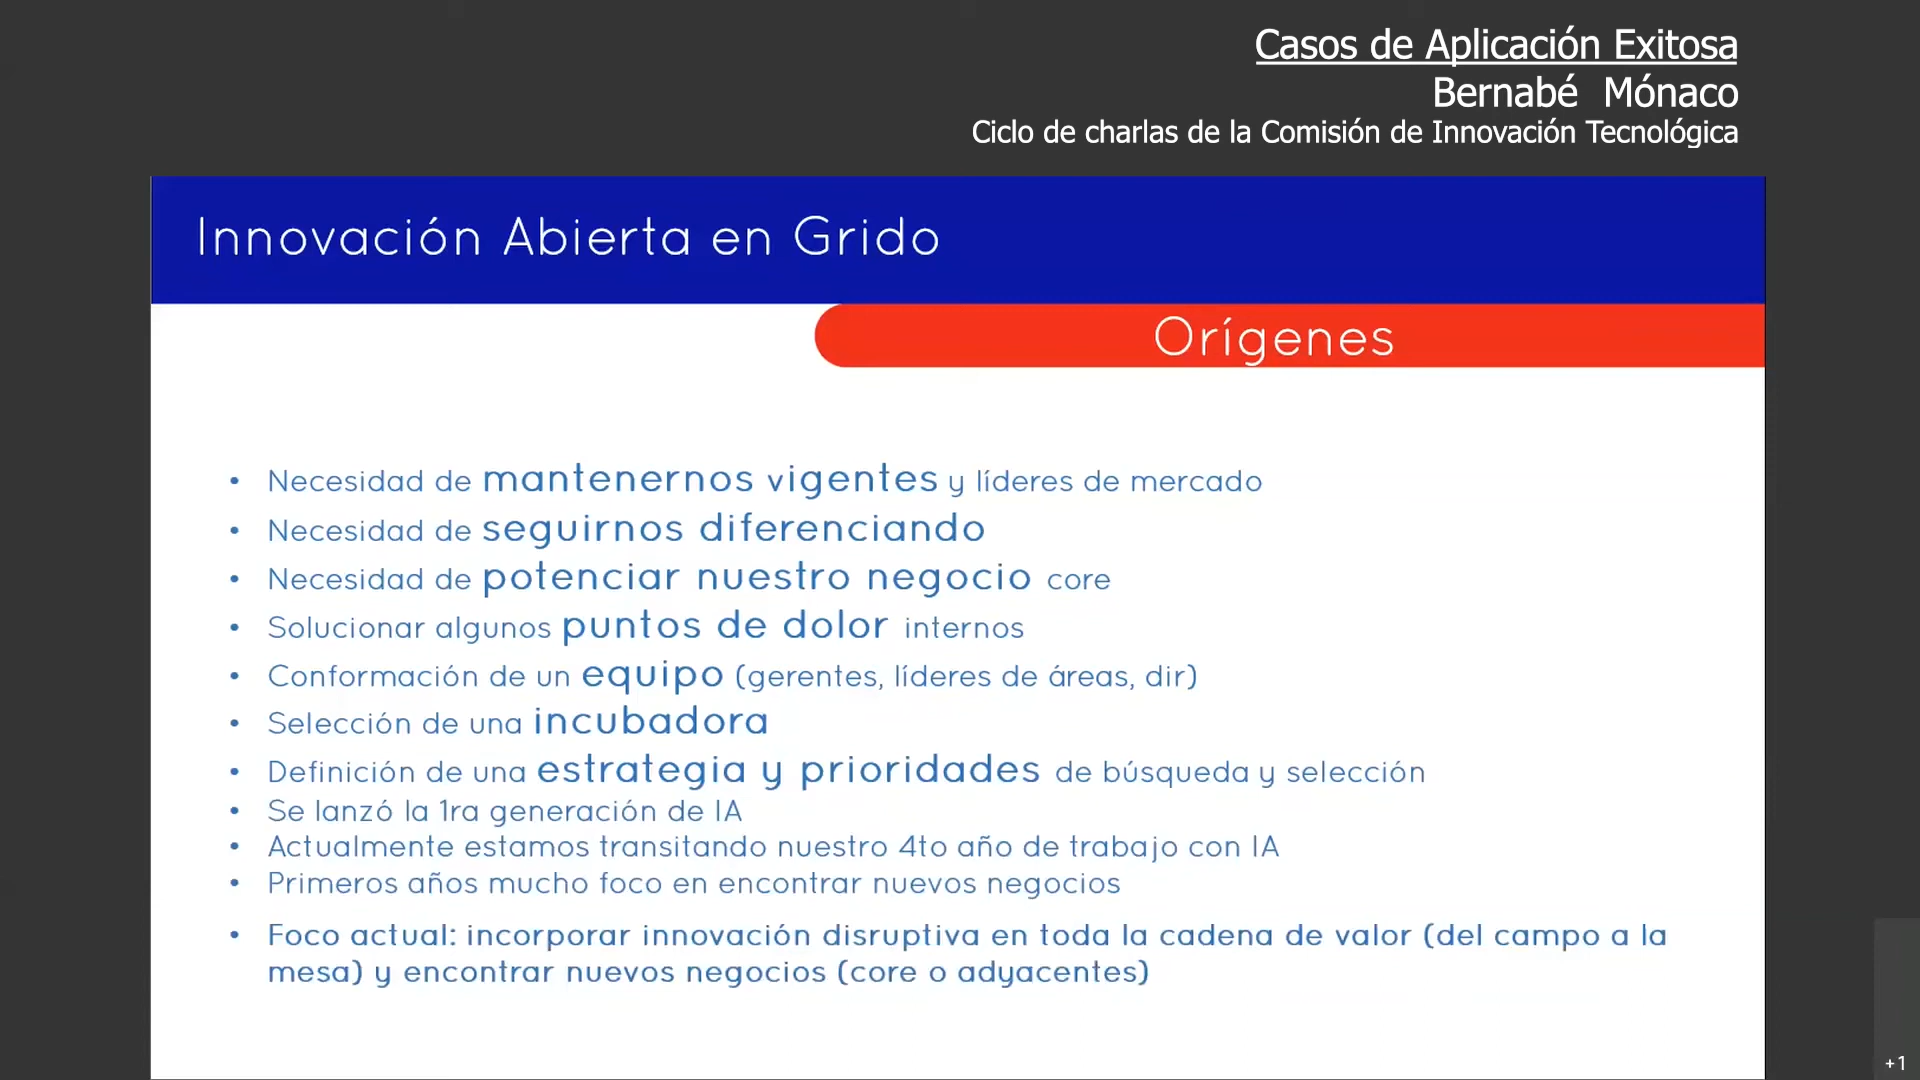 Casos de Aplicación Exitosa
Bernabé Mónaco
Ciclo de charlas de la Comisión de Innovación Tecnológica
Innovación Abierta en Grido
Orígenes
• Necesidad de mantenernos vigentes y líderes de mercado
• Necesidad de seguirnos diferenciando
• Necesidad de potenciar nuestro negocio core
• Solucionar algunos puntos de dolor internos
• Conformación de un equipo (gerentes, líderes de áreas, dir)
• Selección de una incubadora
• Definición de una estrategia y prioridades de búsqueda y selección
• Se lanzó la 1ra generación de IA
• Actualmente estamos transitando nuestro 4to año de trabajo con IA
• Primeros años mucho foco en encontrar nuevos negocios
• Foco actual: incorporar innovación disruptiva en toda la cadena de valor (del campo a la
mesa) y encontrar nuevos negocios (core o adyacentes)
+1